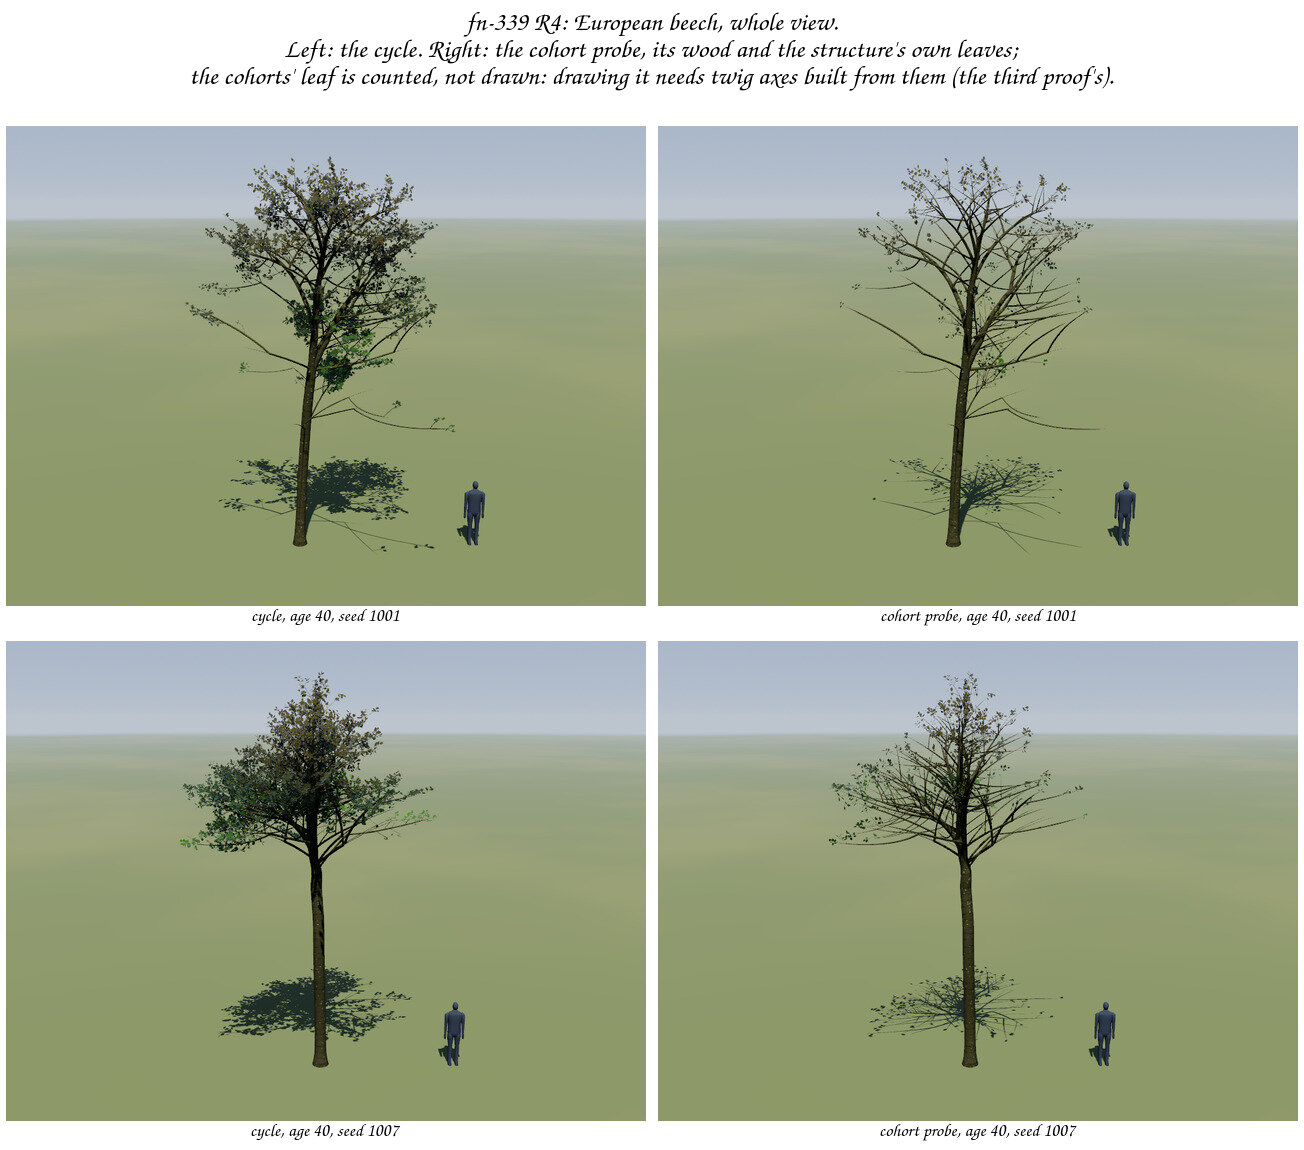 fn-339 R4: European beech, whole view.
Left: the cycle. Right: the cohort probe, its wood and the structure's own leaves;
the cohorts' leaf is counted, not drawn: drawing it needs twig axes built from them (the third proof's).
cycle, age 40, seed 1001
cohort probe, age 40, seed 1001
cycle, age 40, seed 1007
cohort probe, age 40, seed 1007